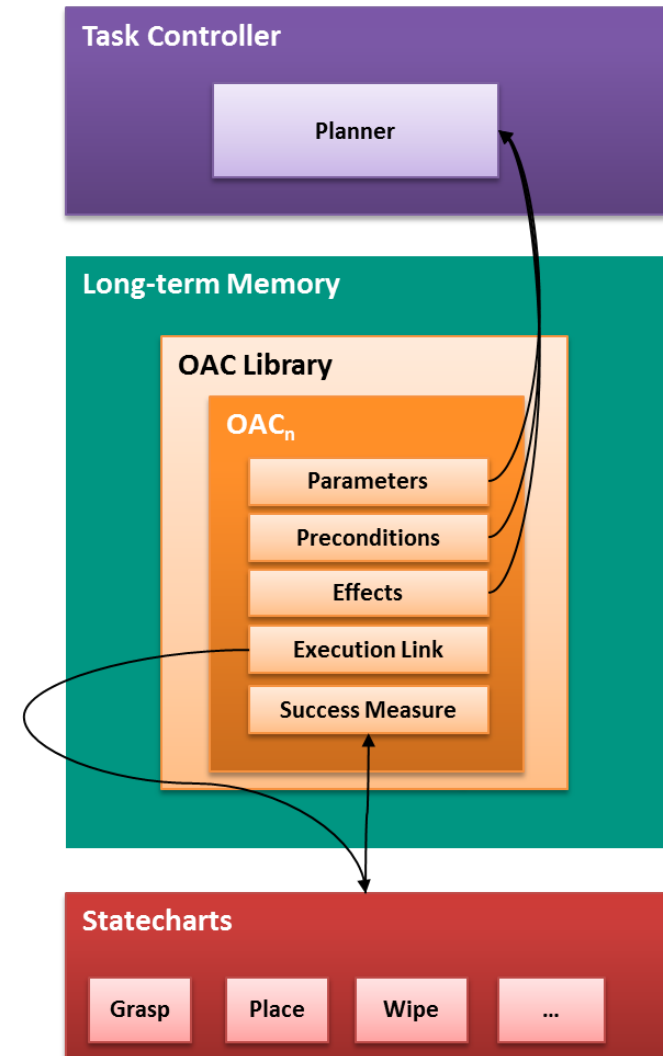 Task Controller
Planner
Long-term Memory
OAC Library
OACn
Parameters
Preconditions
Effects
Execution Link
Success Measure
Statecharts
Grasp
Place
Wipe
...